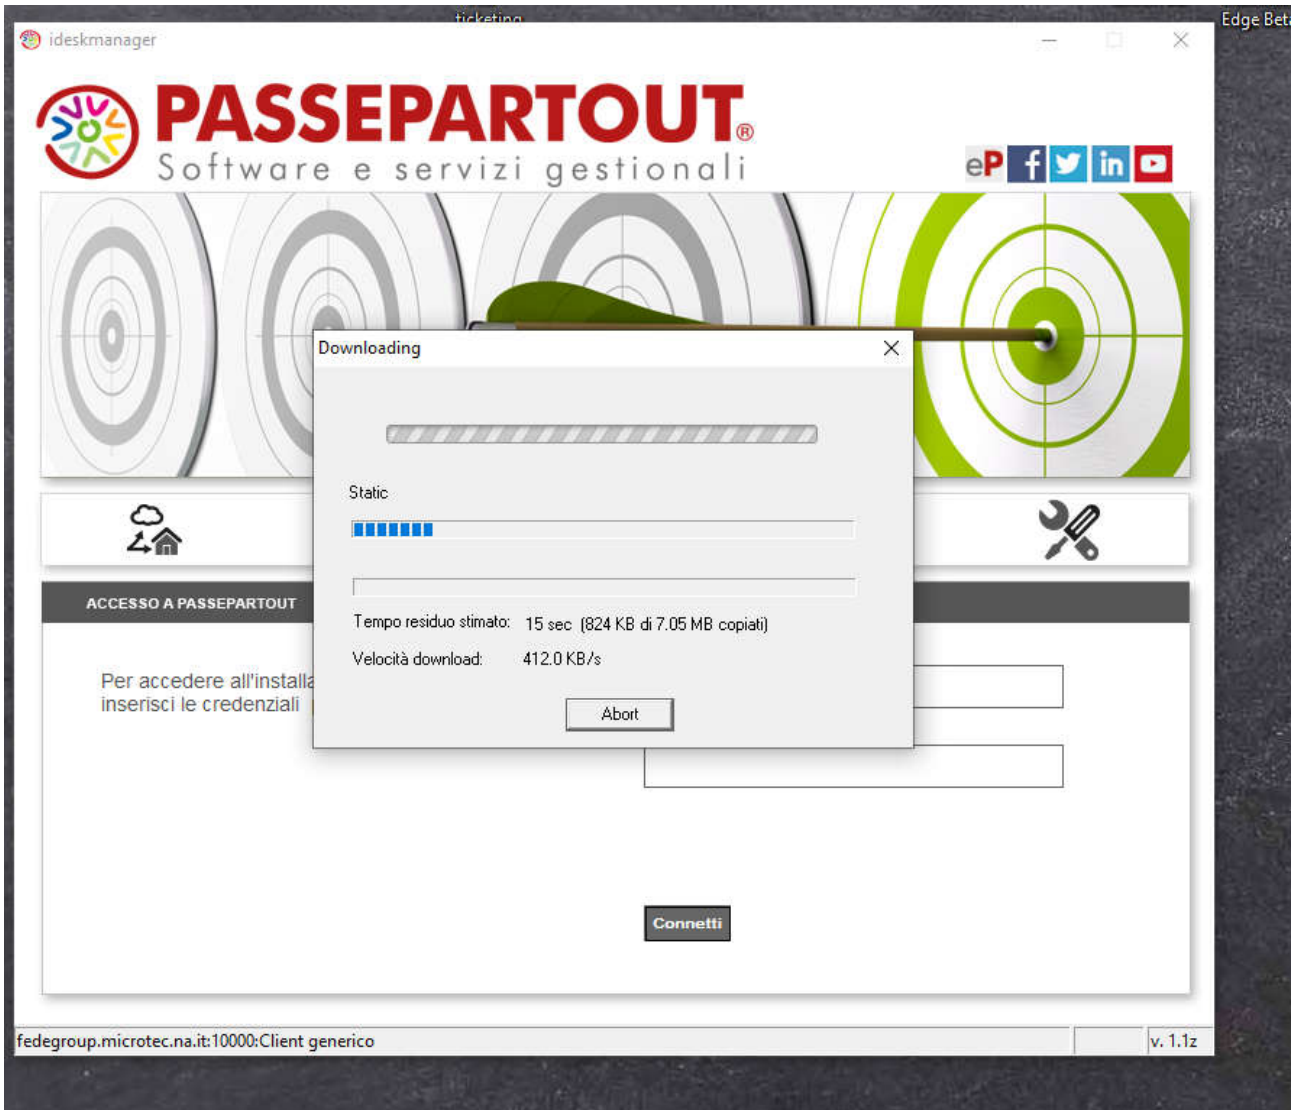 ticketing
Edge Beta
ideskmanager
PASSEPARTOUT®
Software e servizi gestionali
eP f in
Downloading
Static
Tempo residuo stimato: 15 sec (824 KB di 7.05 MB copiati)
Velocità download: 412.0 KB/s
Abort
ACCESSO A PASSEPARTOUT
Per accedere all'installa
inserisci le credenziali
Connetti
fedegroup.microtec.na.it:10000:Client generico
v. 1.1z